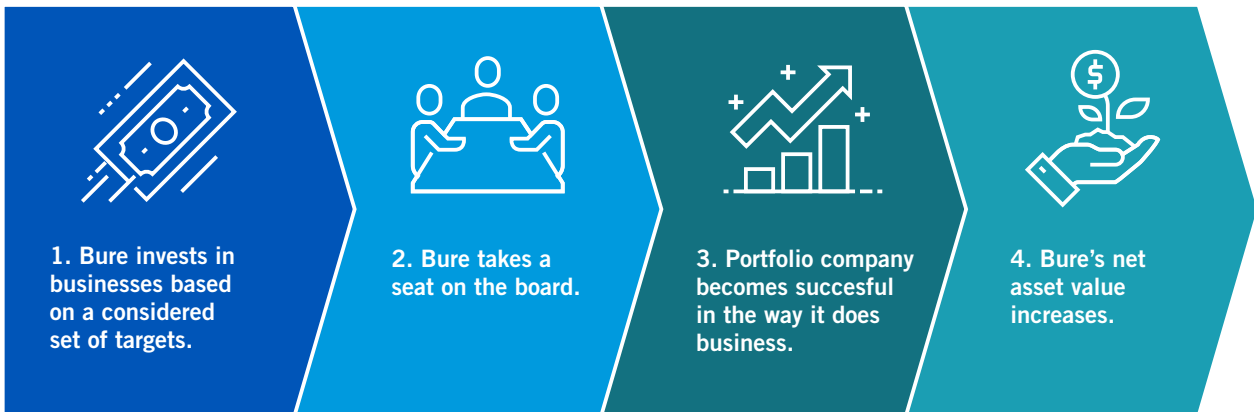 $
1. Bure invests in
businesses based
on a considered
set of targets.
2. Bure takes a
seat on the board.
3. Portfolio company
becomes succesful
in the way it does
business.
4. Bure’s net
asset value
increases.